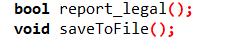 bool report_legal();
void saveToFile();